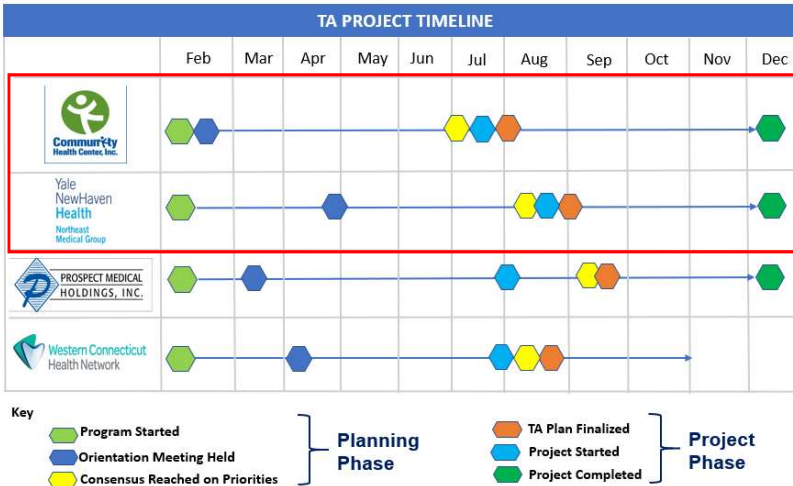 TA PROJECT TIMELINE
Feb Mar Apr May Jun Jul Aug Sep Oct Nov Dec
Community
Health Center, Inc.
Yale
NewHaven
Health
Northeast
Medical Group
PROSPECT MEDICAL
HOLDINGS, INC.
Western Connecticut
Health Network
Key
Program Started
Orientation Meeting Held
Consensus Reached on Priorities
Planning
Phase
TA Plan Finalized
Project Started
Project Completed
Project
Phase